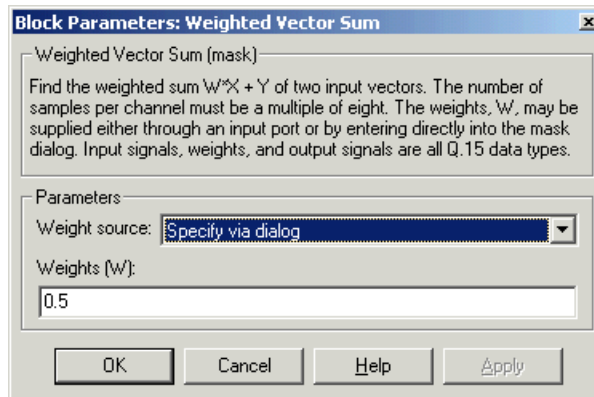 Block Parameters: Weighted Vector Sum
Weighted Vector Sum (mask)
Find the weighted sum W*X + Y of two input vectors. The number of
samples per channel must be a multiple of eight. The weights, W, may be
supplied either through an input port or by entering directly into the mask
dialog. Input signals, weights, and output signals are all Q.15 data types.
Parameters
Weight source: Specify via dialog
Weights (W):
0.5
OK Cancel Help Apply